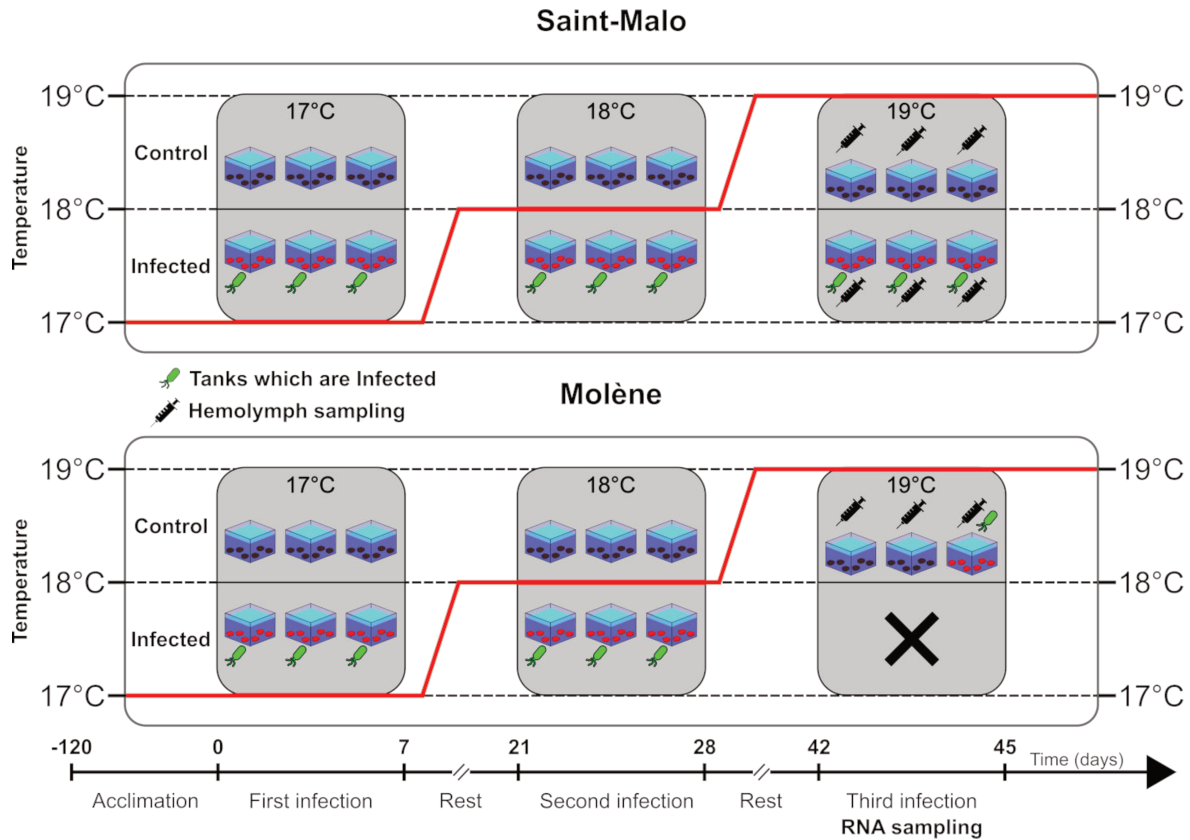 Saint-Malo
Temperature
19°C
18°C
17°C
Control
Infected
17°C
18°C
19°C
19°C
18°C
17°C
Tanks which are Infected
Hemolymph sampling
Molène
Temperature
19°C
18°C
17°C
Control
Infected
17°C
18°C
19°C
19°C
18°C
17°C
-120 0 7 21 28 42 45
Time (days)
Acclimation First infection Rest Second infection Rest Third infection
RNA sampling